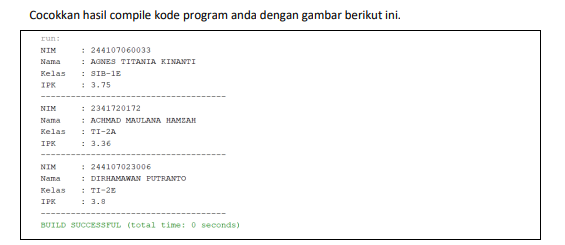 Cocokkan hasil compile kode program anda dengan gambar berikut ini.
run:
NIM : 244107060033
Nama : AGNES TITANIA KINANTI
Kelas : SIB-1E
IPK : 3.75
------------------------------------
NIM : 2341720172
Nama : ACHMAD MAULANA HAMZAH
Kelas : TI-2A
IPK : 3.36
------------------------------------
NIM : 244107023006
Nama : DIRHAMAWAN PUTRANTO
Kelas : TI-2E
IPK : 3.8
------------------------------------
BUILD SUCCESSFUL (total time: 0 seconds)